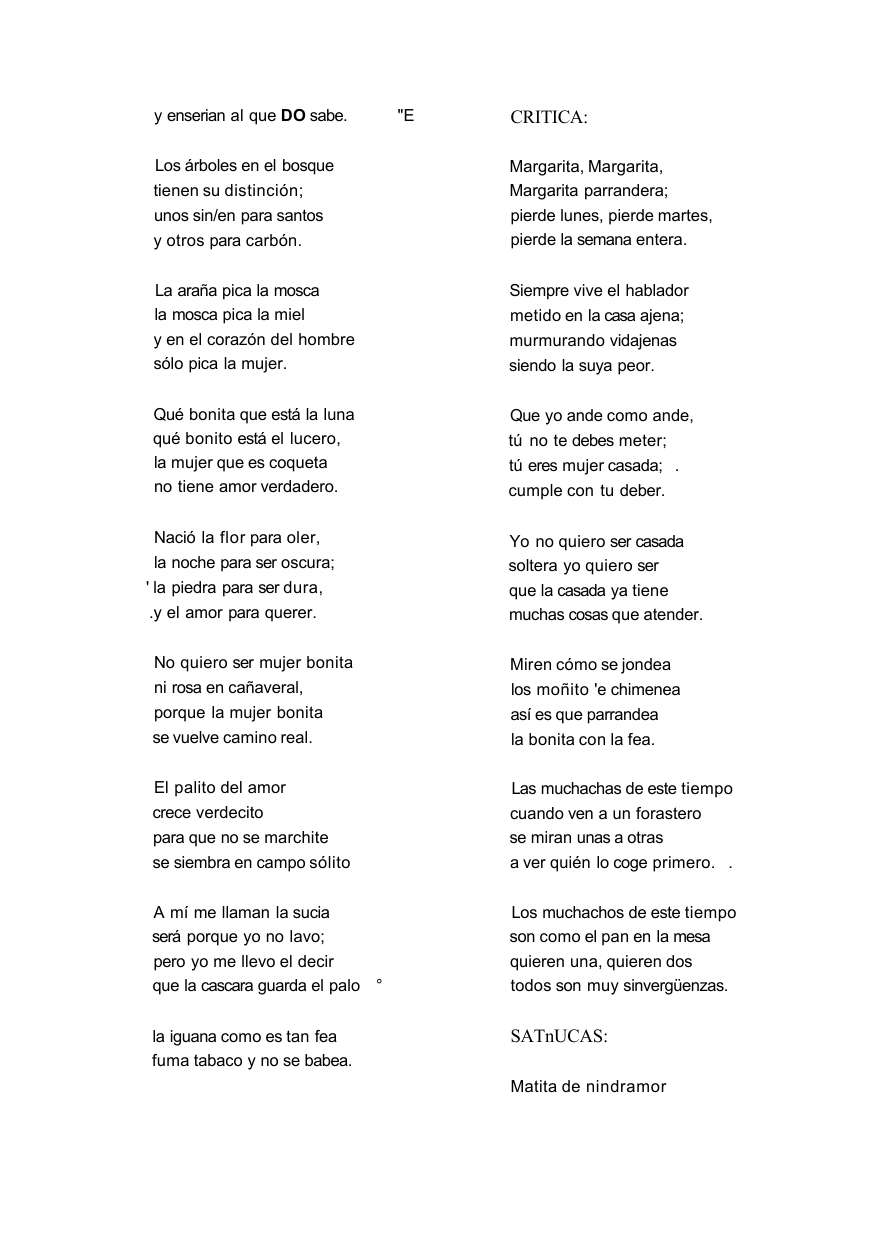 y enserian al que DO sabe. "E

Los árboles en el bosque
tienen su distinción;
unos sin/en para santos
y otros para carbón.

La araña pica la mosca
la mosca pica la miel
y en el corazón del hombre
sólo pica la mujer.

Qué bonita que está la luna
qué bonito está el lucero,
la mujer que es coqueta
no tiene amor verdadero.

Nació la flor para oler,
la noche para ser oscura;
' la piedra para ser dura,
.y el amor para querer.

No quiero ser mujer bonita
ni rosa en cañaveral,
porque la mujer bonita
se vuelve camino real.

El palito del amor
crece verdecito
para que no se marchite
se siembra en campo sólito

A mí me llaman la sucia
será porque yo no lavo;
pero yo me llevo el decir
que la cascara guarda el palo °

la iguana como es tan fea
fuma tabaco y no se babea.

CRITICA:

Margarita, Margarita,
Margarita parrandera;
pierde lunes, pierde martes,
pierde la semana entera.

Siempre vive el hablador
metido en la casa ajena;
murmurando vidajenas
siendo la suya peor.

Que yo ande como ande,
tú no te debes meter;
tú eres mujer casada; .
cumple con tu deber.

Yo no quiero ser casada
soltera yo quiero ser
que la casada ya tiene
muchas cosas que atender.

Miren cómo se jondea
los moñito 'e chimenea
así es que parrandea
la bonita con la fea.

Las muchachas de este tiempo
cuando ven a un forastero
se miran unas a otras
a ver quién lo coge primero. .

Los muchachos de este tiempo
son como el pan en la mesa
quieren una, quieren dos
todos son muy sinvergüenzas.

SATnUCAS:

Matita de nindramor